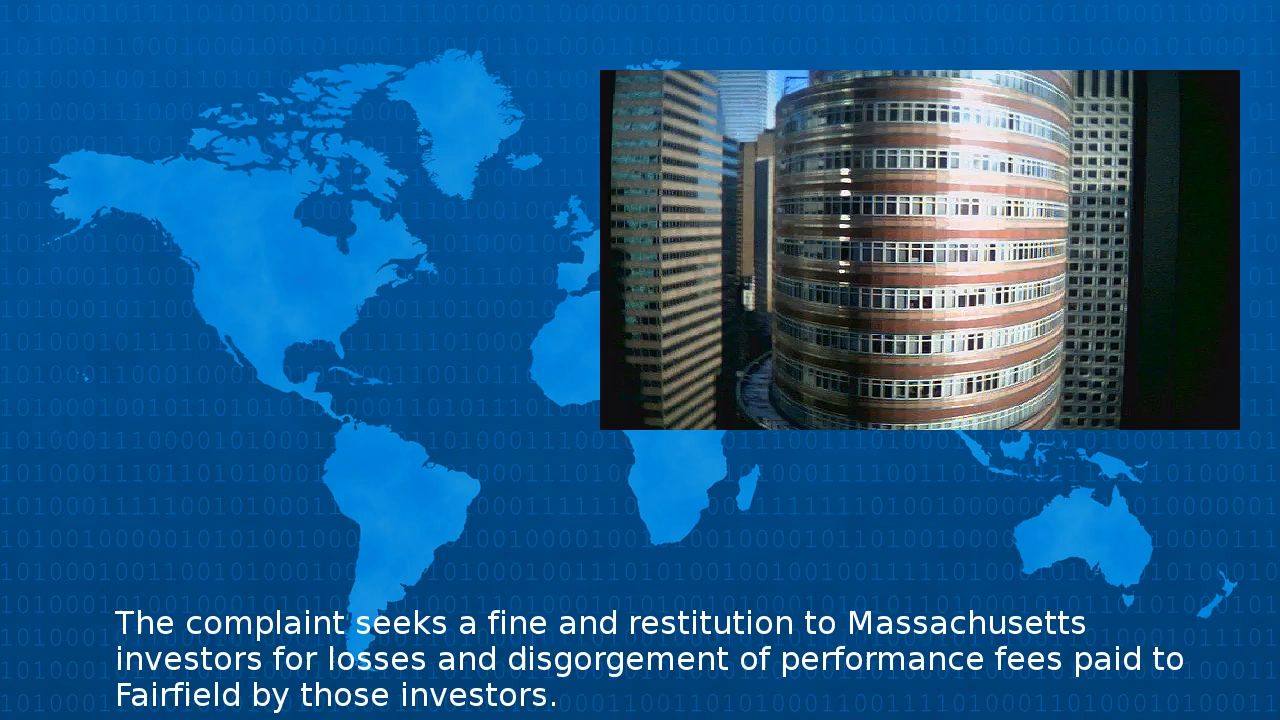 The complaint seeks a fine and restitution to Massachusetts
investors for losses and disgorgement of performance fees paid to
Fairfield by those investors.